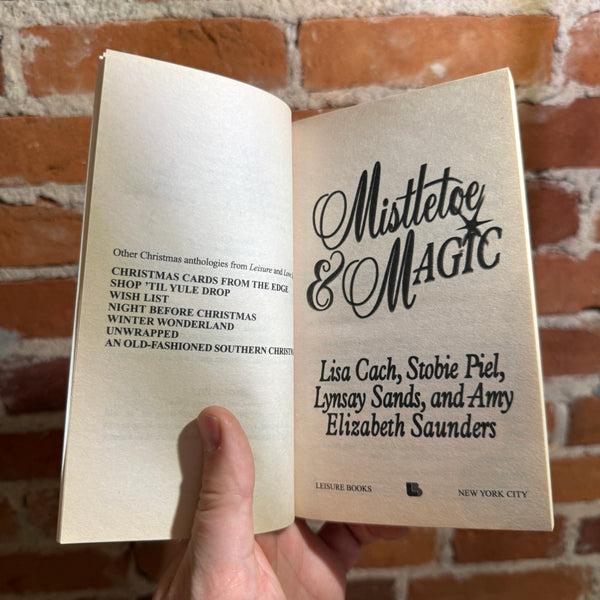 Other Christmas anthologies from Leisure and
CHRISTMAS CARDS FROM THE EDGE
SHOP 'TIL YULE DROP
WISH LIST
NIGHT BEFORE CHRISTMAS
WINTER WONDERLAND
UNWRAPPED
AN OLD-FASHIONED SOUTHERN
Mistletoe
& MAGIC
Lisa Cach, Stobie Piel,
Lynsay Sands, and Amy
Elizabeth Saunders
LEISURE BOOKS
NEW YORK CITY